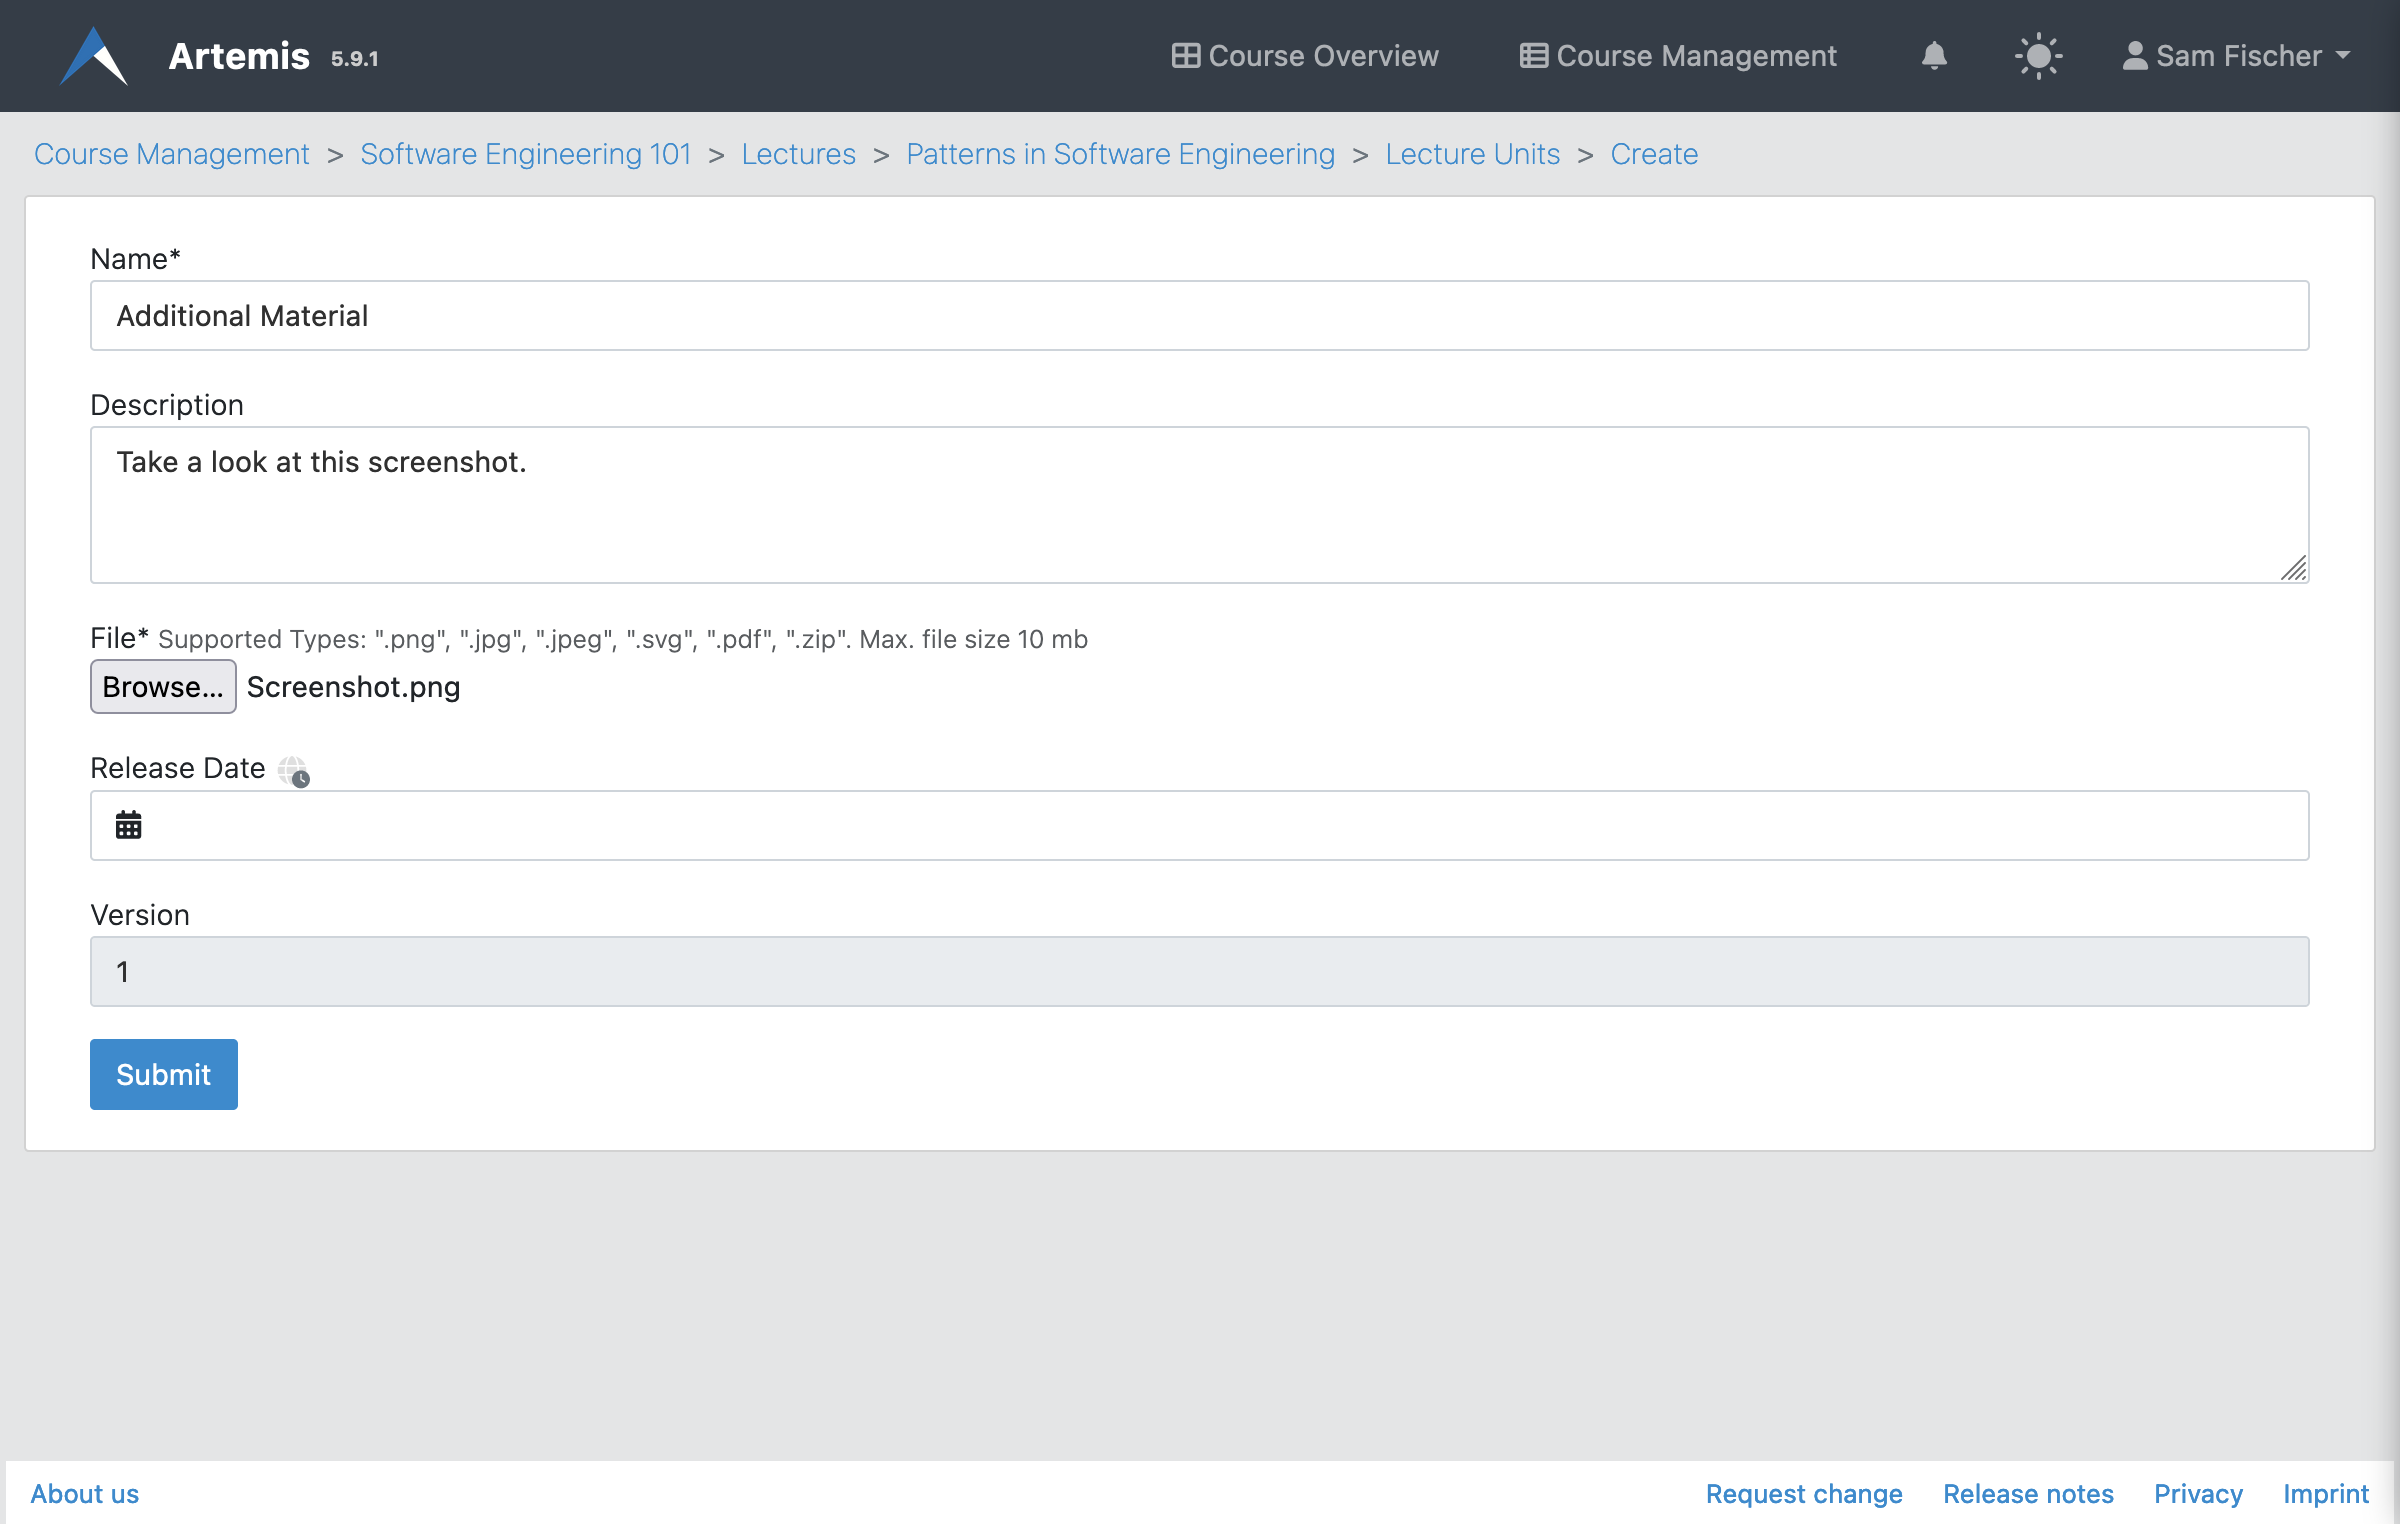 Artemis 5.9.1 Course Overview Course Management Sam Fischer
Course Management > Software Engineering 101 > Lectures > Patterns in Software Engineering > Lecture Units > Create
Name*
Additional Material
Description
Take a look at this screenshot.
File* Supported Types: ".png", ".jpg", ".jpeg", ".svg", ".pdf", ".zip". Max. file size 10 mb
Browse... Screenshot.png
Release Date
Version
1
Submit
About us Request change Release notes Privacy Imprint